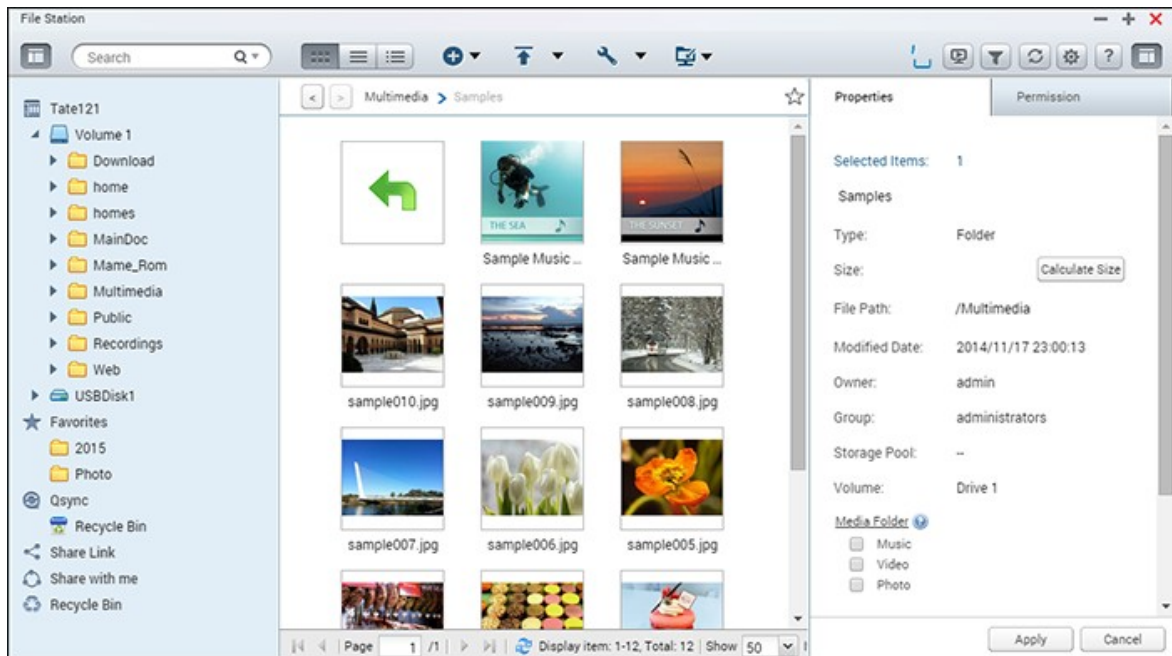 File Station
Search
Tate121
Volume 1
Download
home
homes
MainDoc
Mame_Rom
Multimedia
Public
Recordings
Web
USBDisk1
Favorites
2015
Photo
Qsync
Recycle Bin
Share Link
Share with me
Recycle Bin
< > Multimedia > Samples
THE SEA THE SUNSET
Sample Music ... Sample Music ...
sample010.jpg sample009.jpg sample008.jpg
sample007.jpg sample006.jpg sample005.jpg
Page 1 /1 Display item: 1-12, Total: 12 Show 50
Properties Permission
Selected Items: 1
Samples
Type: Folder
Size: Calculate Size
File Path: /Multimedia
Modified Date: 2014/11/17 23:00:13
Owner: admin
Group: administrators
Storage Pool: --
Volume: Drive 1
Media Folder ?
Music
Video
Photo
Apply Cancel